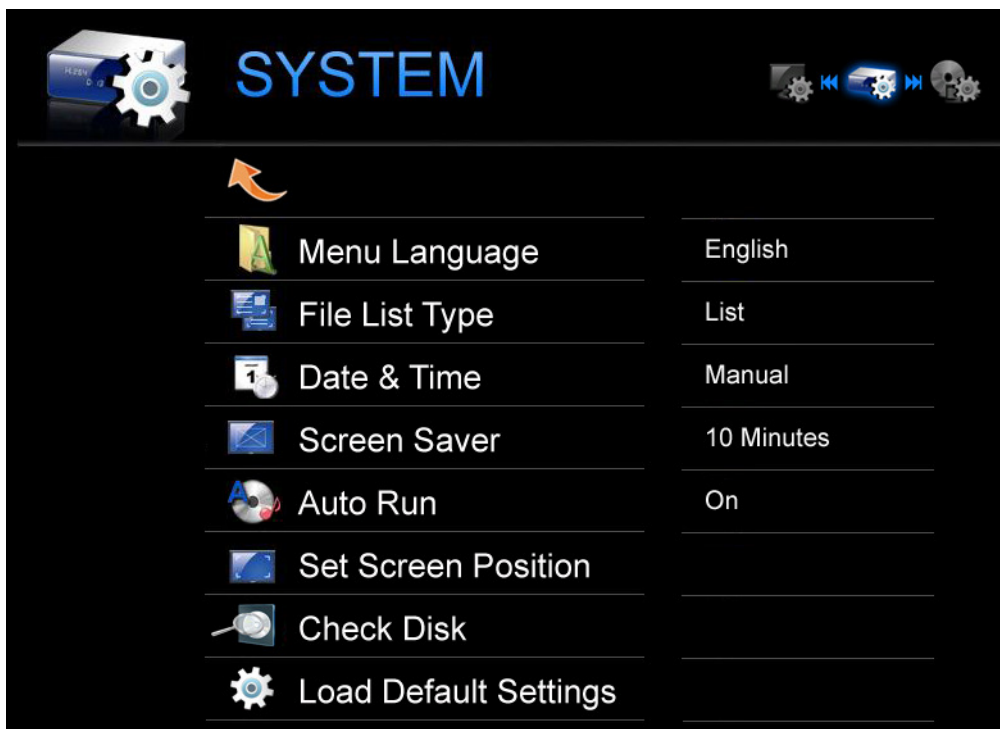 SYSTEM
Menu Language English
File List Type List
Date & Time Manual
Screen Saver 10 Minutes
Auto Run On
Set Screen Position
Check Disk
Load Default Settings